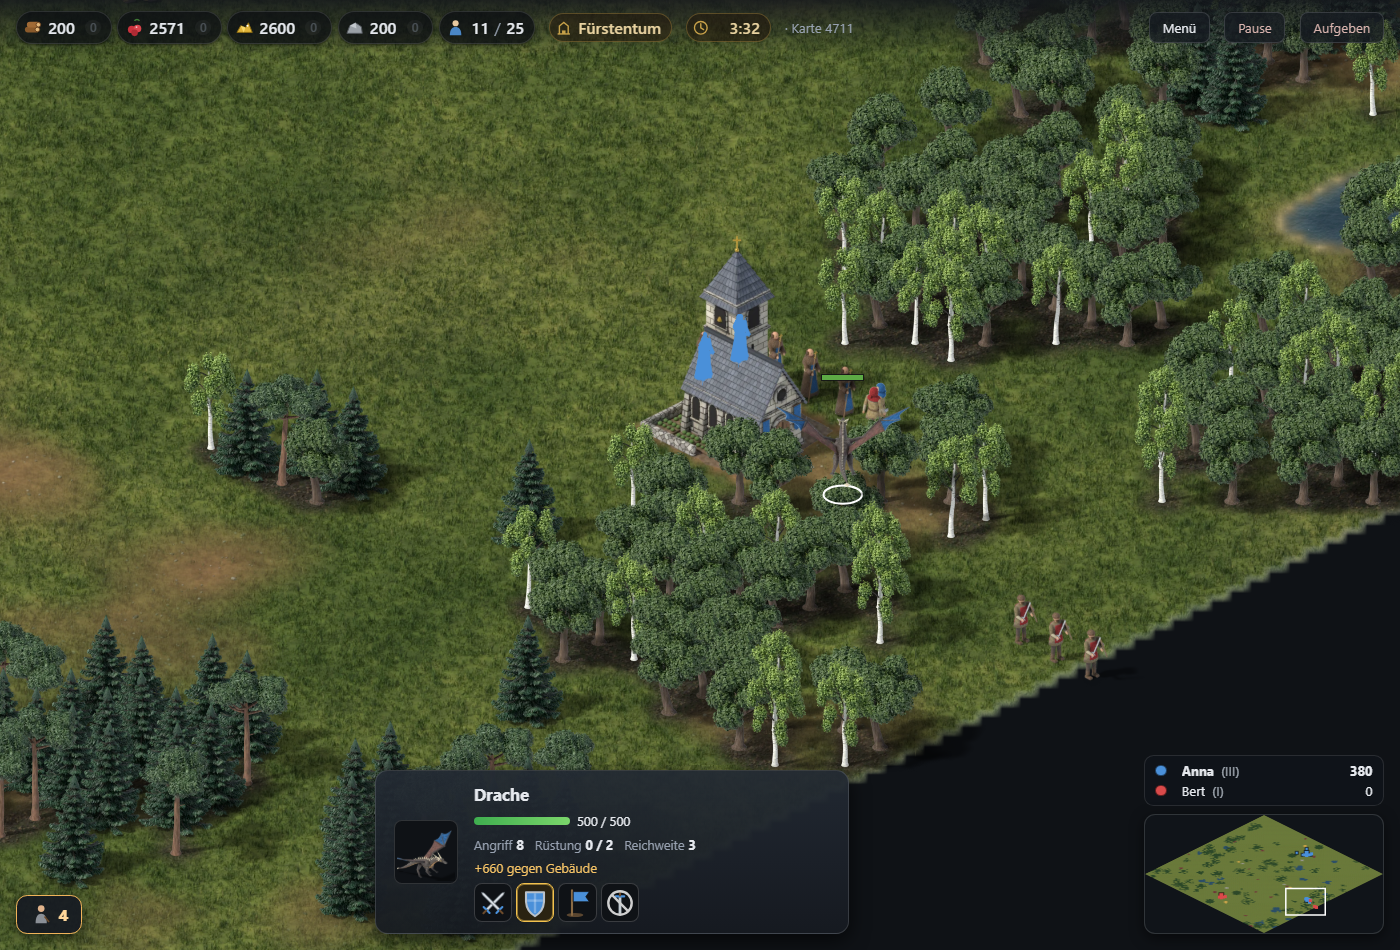 200 0 2571 0 2600 0 200 0 11 / 25 Fürstentum 3:32 · Karte 4711 Menü Pause Aufgeben
Drache
500 / 500
Angriff 8 Rüstung 0 / 2 Reichweite 3
+660 gegen Gebäude
Anna (III) 380
Bert (I) 0
4